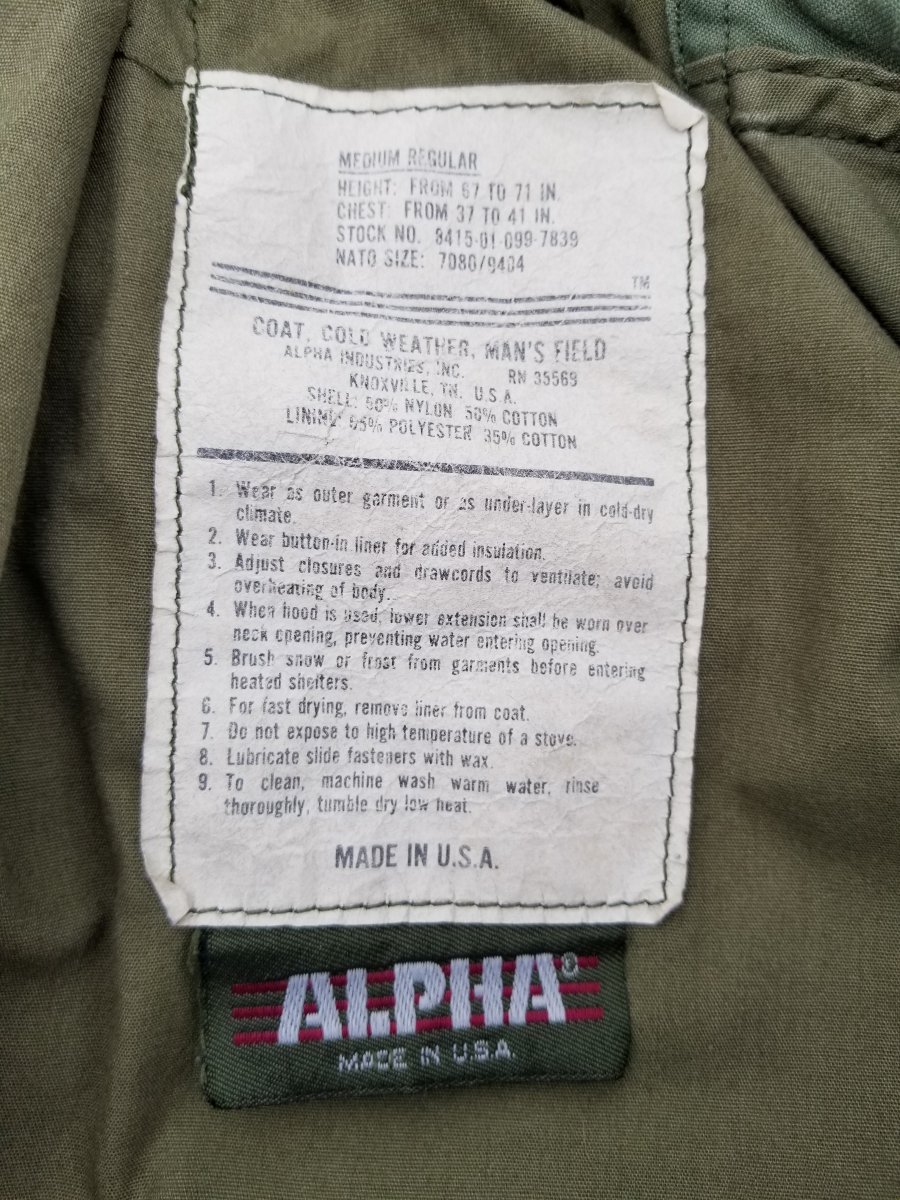 MEDIUM REGULAR
HEIGHT: FROM 67 TO 71 IN.
CHEST: FROM 37 TO 41 IN.
STOCK NO. 8415-01-099-7839
NATO SIZE: 7080/9404
TM
COAT, COLD WEATHER, MAN'S FIELD
ALPHA INDUSTRIES, INC. RN 35569
KNOXVILLE, TN. U.S.A.
SHELL: 50% NYLON 50% COTTON
LINING: 65% POLYESTER 35% COTTON
1. Wear as outer garment or as under-layer in cold-dry
climate.
2. Wear button-in liner for added insulation.
3. Adjust closures and drawcords to ventilate; avoid
overheating of body..
4. When hood is used, lower extension shall be worn over
neck opening, preventing water entering opening.
5. Brush snow or frost from garments before entering
heated shelters.
6. For fast drying, remove liner from coat.
7. Do not expose to high temperature of a stove.
8. Lubricate slide fasteners with wax.
9. To clean, machine wash warm water, rinse
thoroughly, tumble dry low heat.
MADE IN U.S.A.
ALPHA®
MADE IN U.S.A.